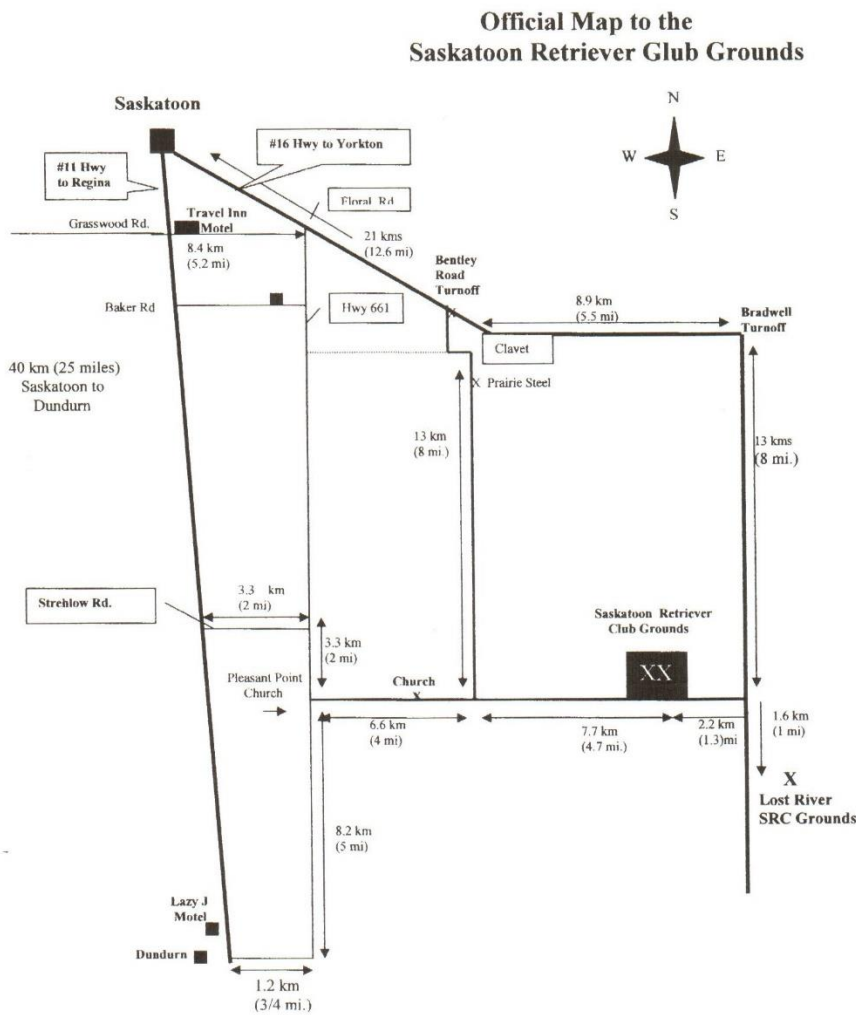 Official Map to the
Saskatoon Retriever Glub Grounds
Saskatoon
N
W
E
S
#16 Hwy to Yorkton
#11 Hwy
to Regina
Floral Rd
Travel Inn
Motel
Grasswood Rd.
8.4 km
(5.2 mi)
21 kms
(12.6 mi)
Bentley
Road
Turnoff
X
8.9 km
(5.5 mi)
Bradwell
Turnoff
Baker Rd
Hwy 661
Clavet
40 km (25 miles)
Saskatoon to
Dundurn
X Prairie Steel
13 km
(8 mi.)
13 kms
(8 mi.)
Strehlow Rd.
3.3 km
(2 mi)
3.3 km
(2 mi)
Saskatoon Retriever
Club Grounds
XX
Pleasant Point
Church
Church
X
6.6 km
(4 mi)
7.7 km
(4.7 mi.)
2.2 km
(1.3)mi
1.6 km
(1 mi)
X
Lost River
SRC Grounds
8.2 km
(5 mi)
Lazy J
Motel
Dundurn
1.2 km
(3/4 mi.)